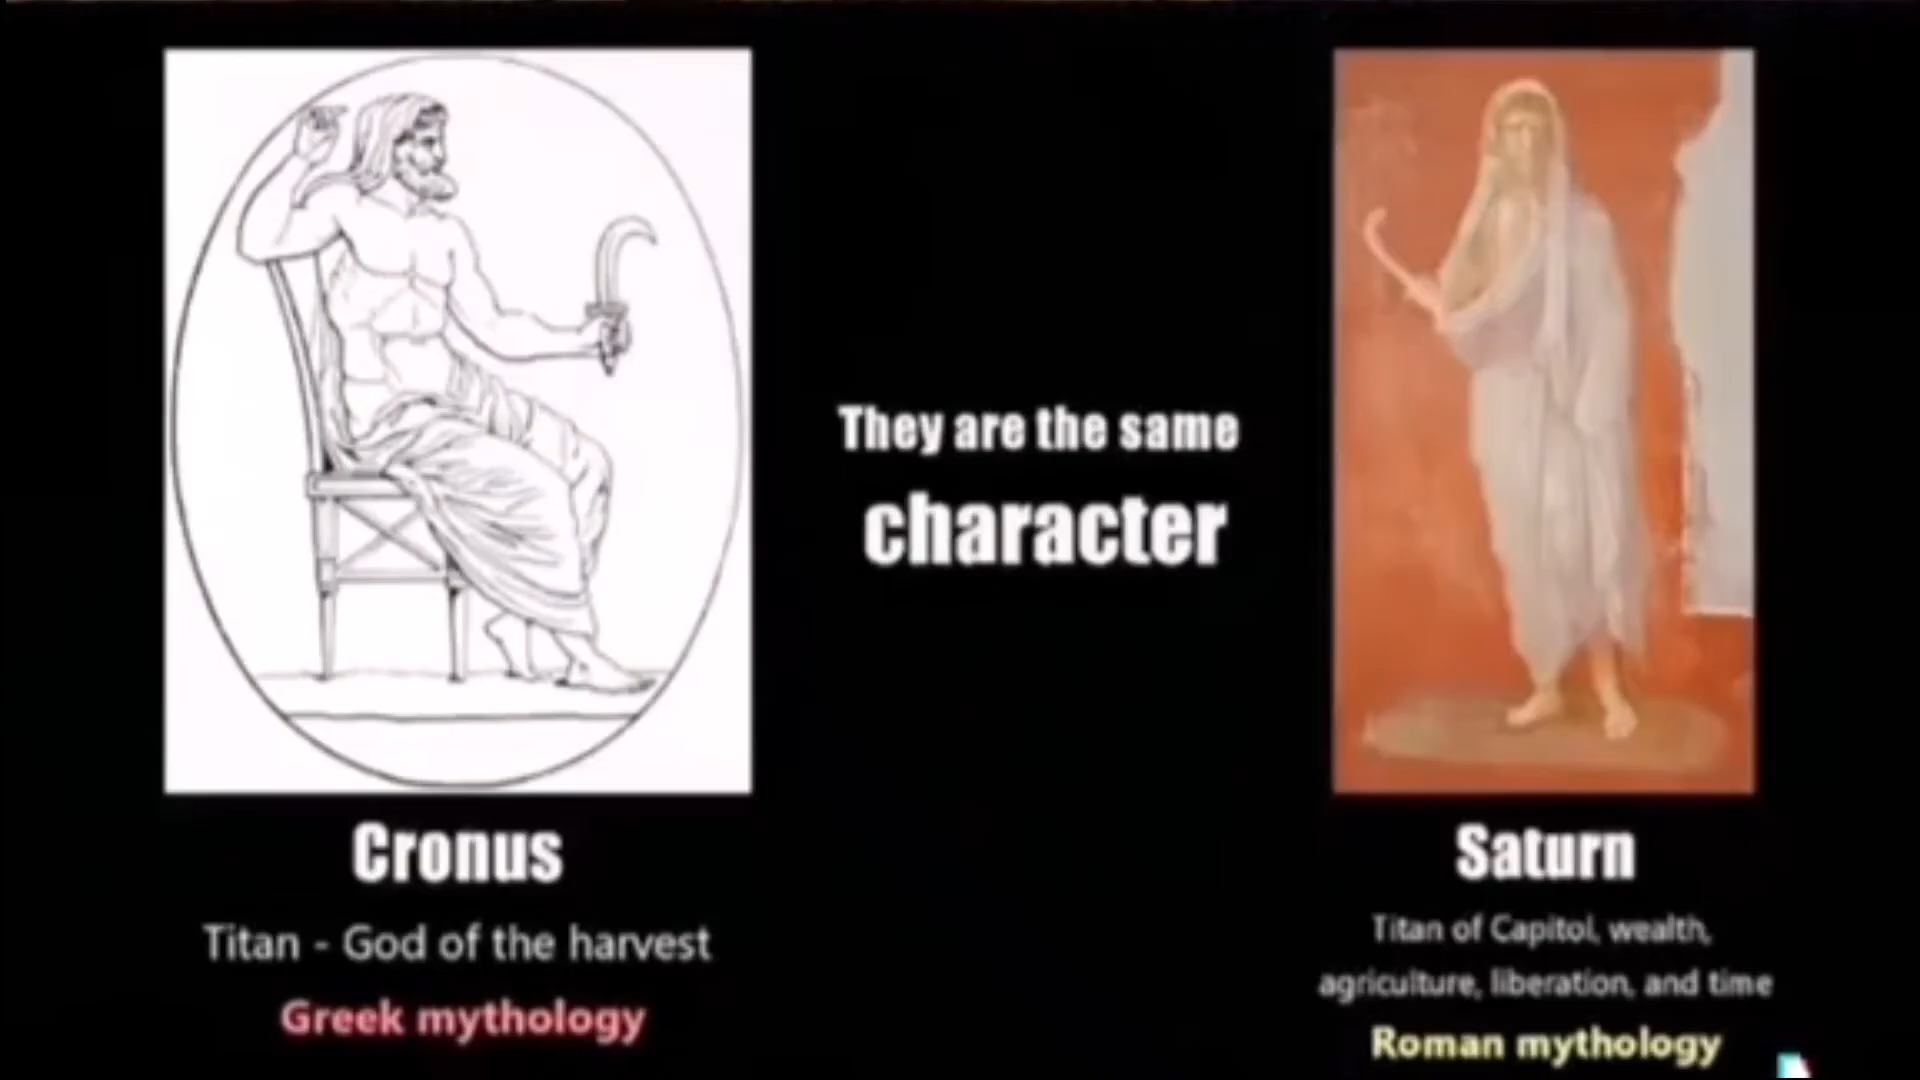 They are the same
character
Cronus
Titan - God of the harvest
Greek mythology
Saturn
Titan of Capitol, wealth,
agriculture, liberation, and time
Roman mythology